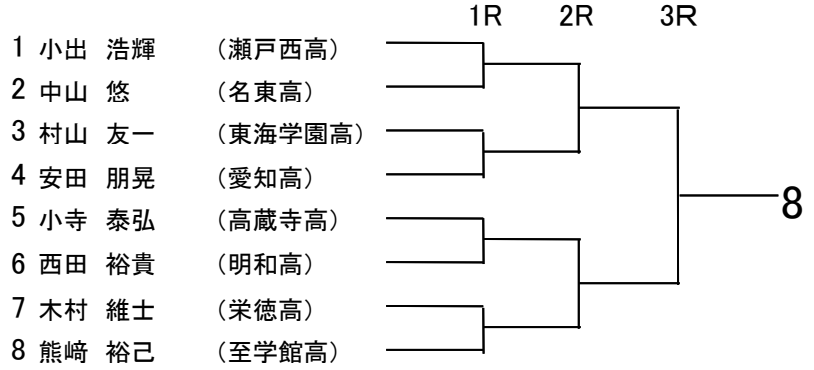 1R 2R 3R
1 小出 浩輝 （瀬戸西高）
2 中山 悠 （名東高）
3 村山 友一 （東海学園高）
4 安田 朋晃 （愛知高）
5 小寺 泰弘 （高蔵寺高）
6 西田 裕貴 （明和高）
7 木村 維士 （栄徳高）
8 熊﨑 裕己 （至学館高）
8